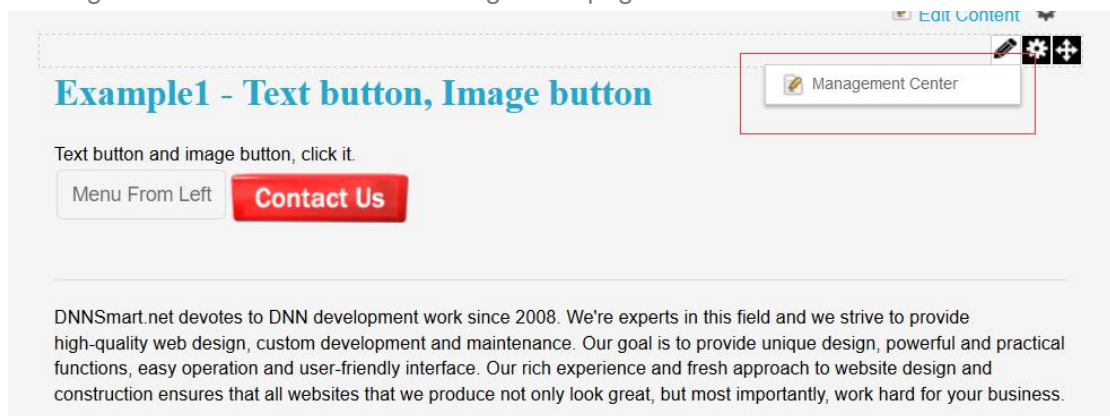 Edit Content
Management Center
Example1 - Text button, Image button
Text button and image button, click it.
Menu From Left
Contact Us
DNNSmart.net devotes to DNN development work since 2008. We're experts in this field and we strive to provide
high-quality web design, custom development and maintenance. Our goal is to provide unique design, powerful and practical
functions, easy operation and user-friendly interface. Our rich experience and fresh approach to website design and
construction ensures that all websites that we produce not only look great, but most importantly, work hard for your business.